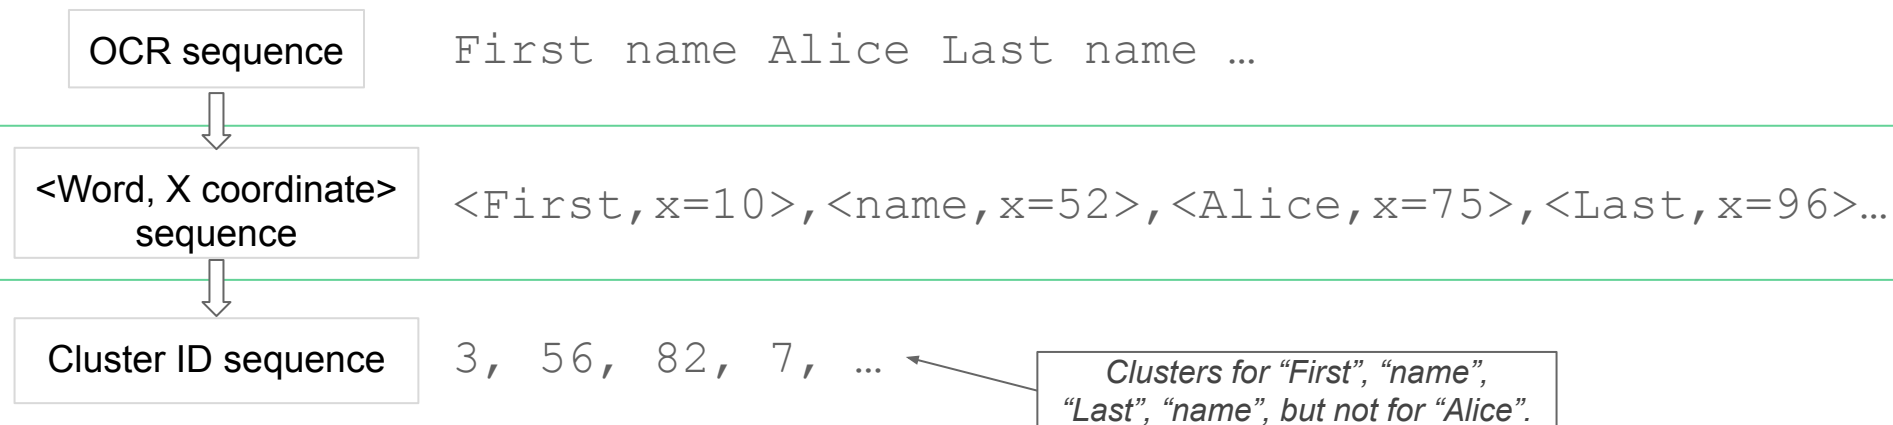 OCR sequence
First name Alice Last name …
<Word, X coordinate>
sequence
<First,x=10>,<name,x=52>,<Alice,x=75>,<Last,x=96>…
Cluster ID sequence
3, 56, 82, 7, …
Clusters for “First”, “name”,
“Last”, “name”, but not for “Alice”.